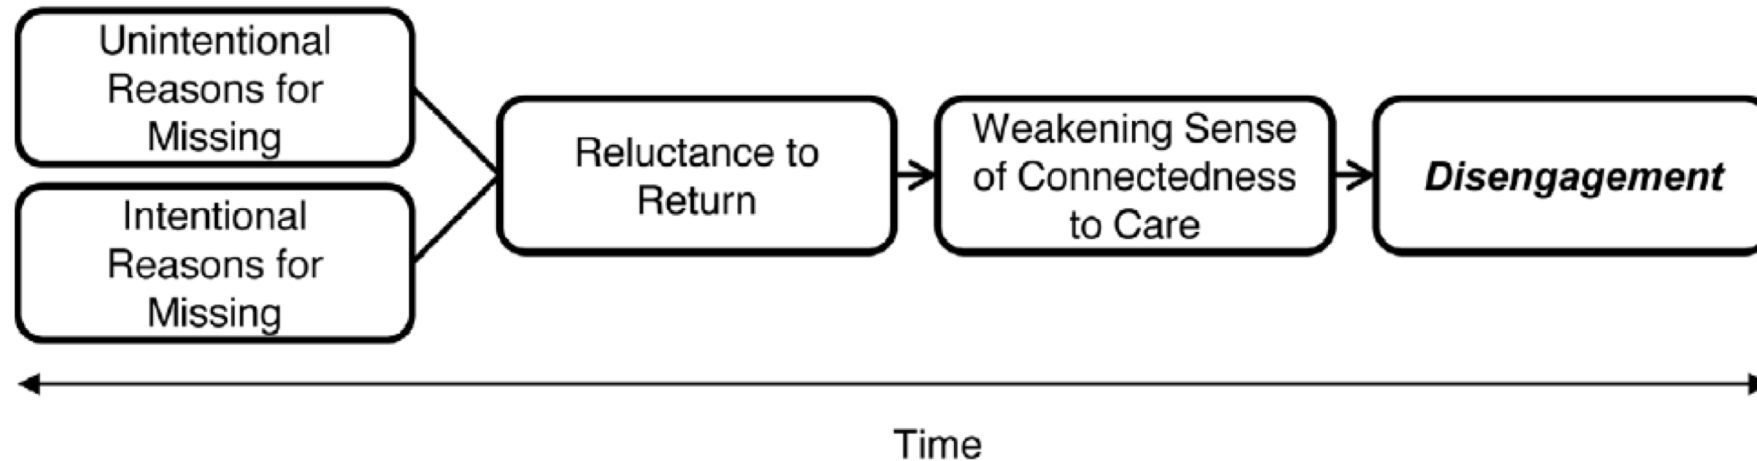 Unintentional
Reasons for
Missing
Intentional
Reasons for
Missing
Reluctance to
Return
Weakening Sense
of Connectedness
to Care
Disengagement
Time